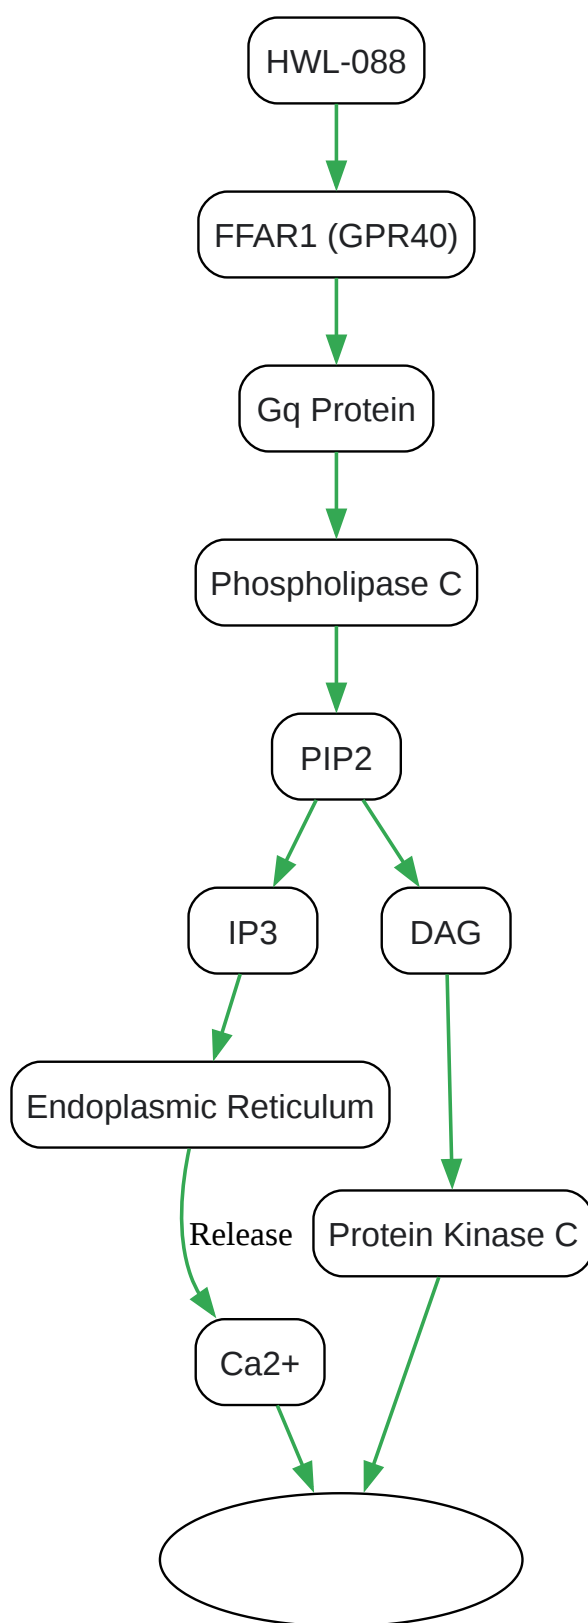 HWL-088
FFAR1 (GPR40)
Gq Protein
Phospholipase C
PIP2
IP3
DAG
Endoplasmic Reticulum
Release
Protein Kinase C
Ca2+